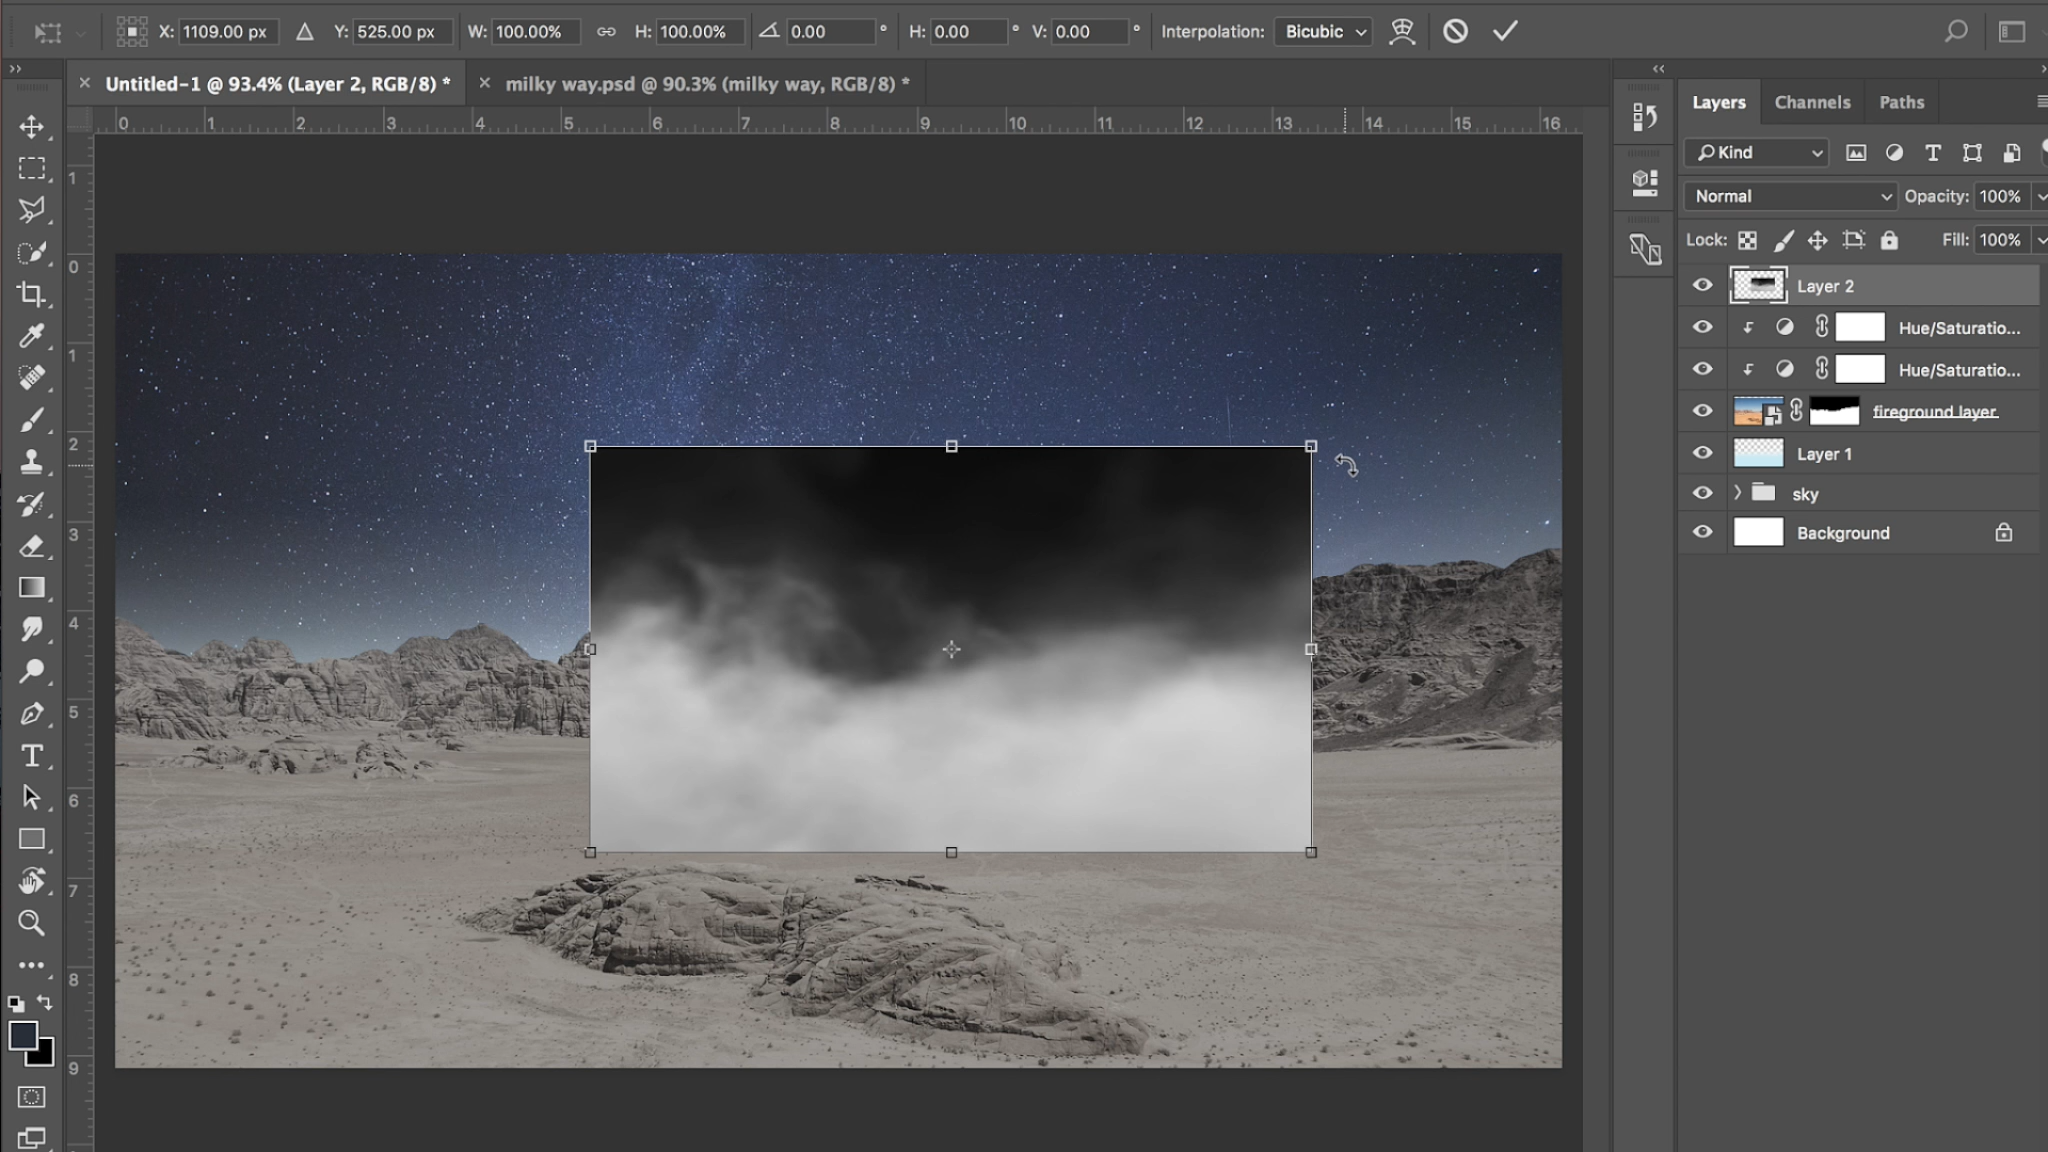 X: 1109.00 px Y: 525.00 px W: 100.00% H: 100.00% 0.00 ° H: 0.00 ° V: 0.00 ° Interpolation: Bicubic
Untitled-1 @ 93.4% (Layer 2, RGB/8) * milky way.psd @ 90.3% (milky way, RGB/8) *
0 1 2 3 4 5 6 7 8 9 10 11 12 13 14 15 16
1
0
1
2
3
4
5
6
7
8
9
Layers Channels Paths
Kind
Normal Opacity: 100%
Lock: Fill: 100%
Layer 2
Hue/Saturatio...
Hue/Saturatio...
fireground layer
Layer 1
sky
Background